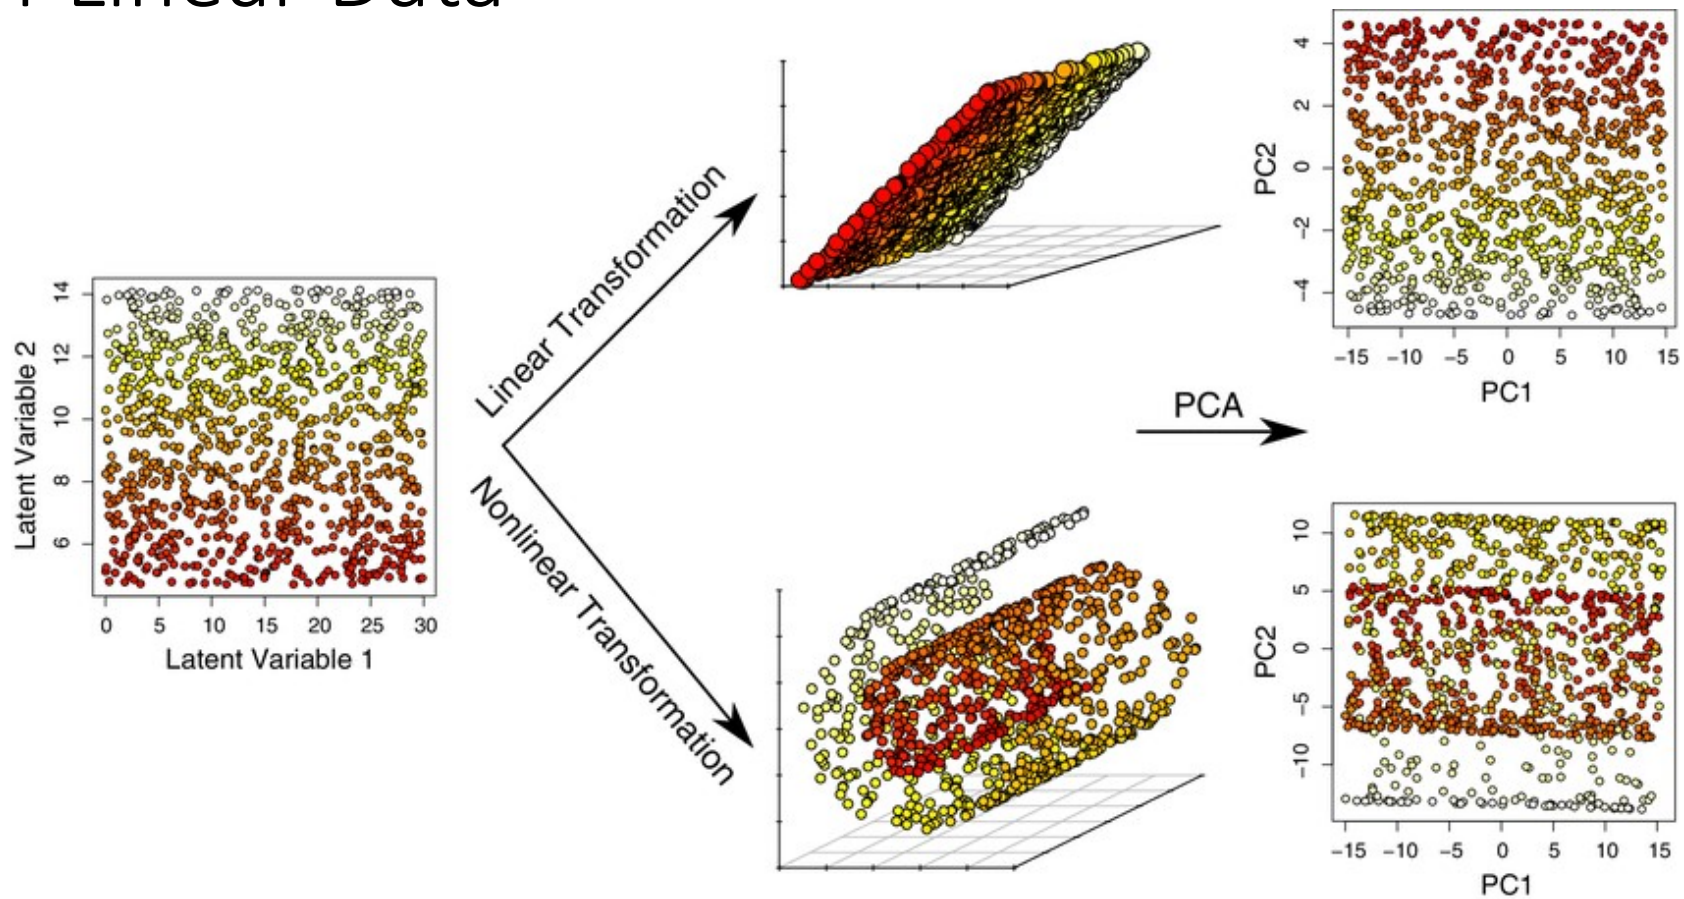 Linear Data
14
12
10
8
6
Latent Variable 2
0 5 10 15 20 25 30
Latent Variable 1
Linear Transformation
Nonlinear Transformation
PCA
4
2
0
−2
−4
PC2
−15 −10 −5 0 5 10 15
PC1
10
5
0
−5
−10
PC2
−15 −10 −5 0 5 10 15
PC1